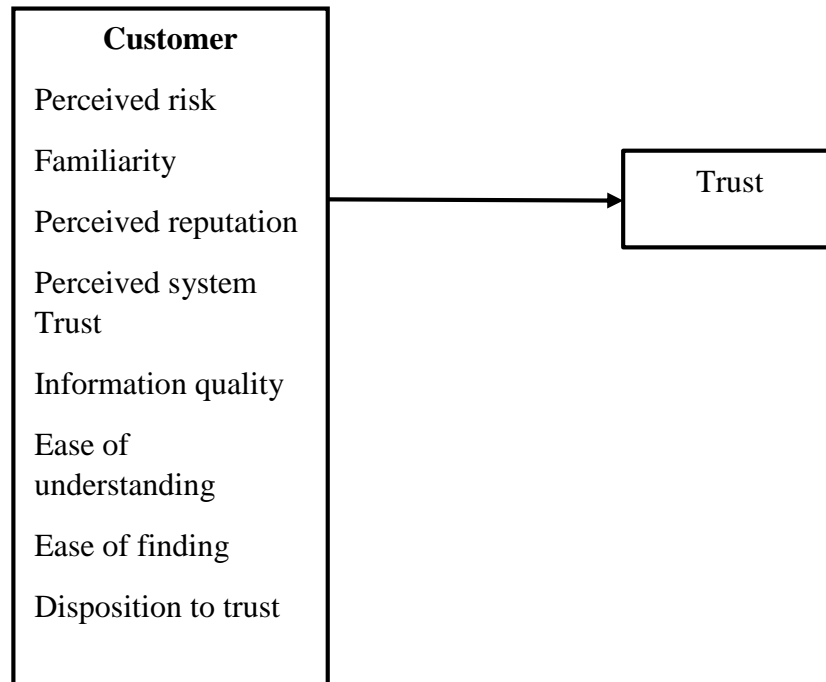 Customer
Perceived risk
Familiarity
Perceived reputation
Perceived system
Trust
Information quality
Ease of
understanding
Ease of finding
Disposition to trust
Trust